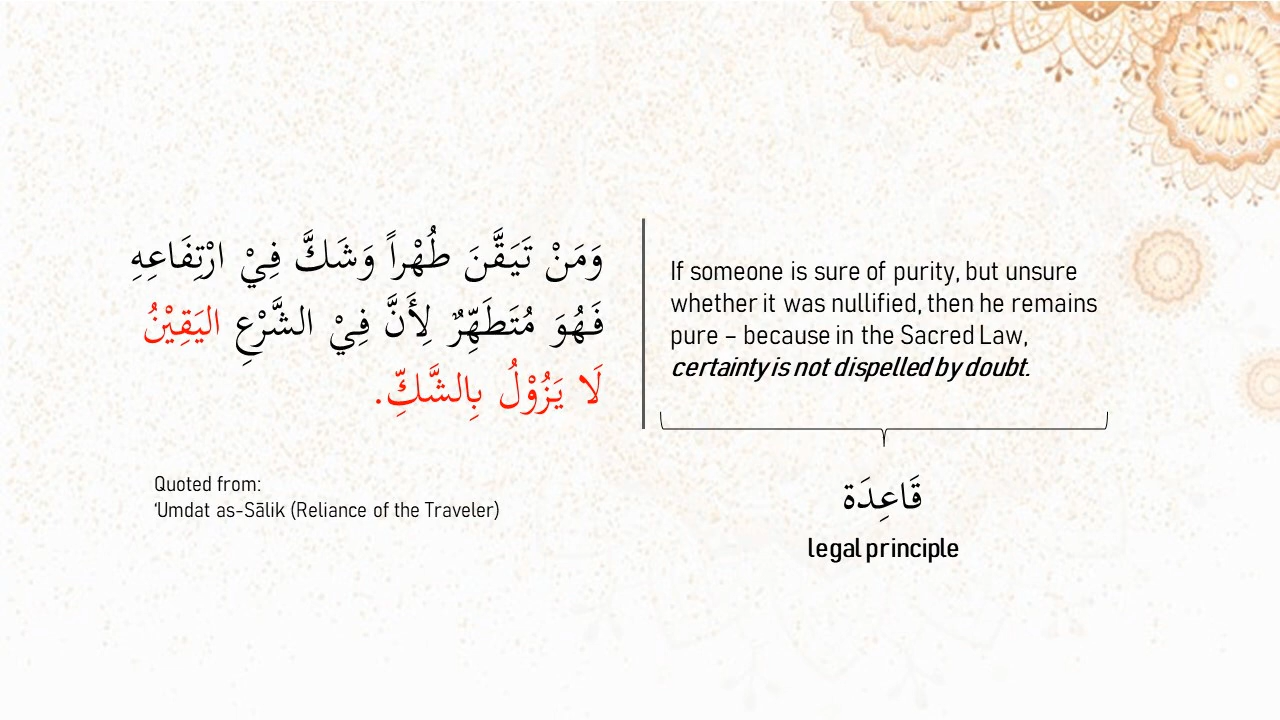 وَمَنْ تَيَقَّنَ طُهْراً وَشَكَّ فِيْ ارْتِفَاعِهِ
فَهُوَ مُتَطَهِّرٌ لِأَنَّ فِيْ الشَّرْعِ اليَقِيْنُ
لَا يَزُوْلُ بِالشَّكِّ.
If someone is sure of purity, but unsure
whether it was nullified, then he remains
pure – because in the Sacred Law,
certainty is not dispelled by doubt.
قَاعِدَة
legal principle
Quoted from:
‘Umdat as-Sālik (Reliance of the Traveler)